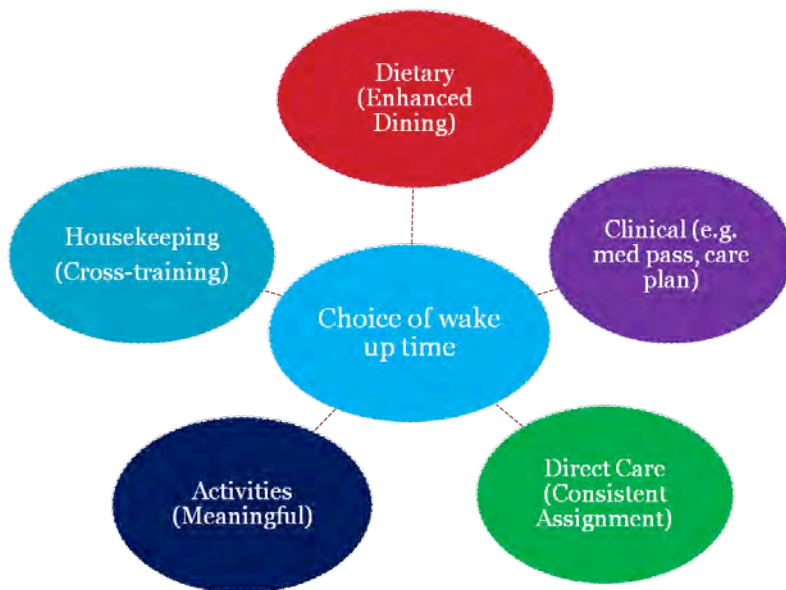 Dietary
(Enhanced
Dining)
Housekeeping
(Cross-training)
Clinical (e.g.
med pass, care
plan)
Choice of wake
up time
Activities
(Meaningful)
Direct Care
(Consistent
Assignment)